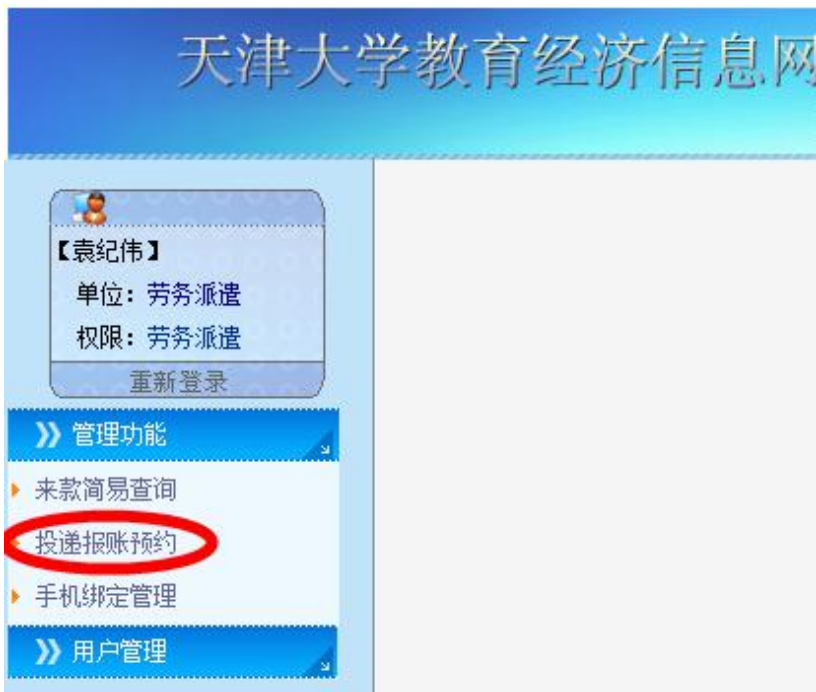 天津大学教育经济信息网
【袁纪伟】
单位：劳务派遣
权限：劳务派遣
重新登录
管理功能
来款简易查询
投递报账预约
手机绑定管理
用户管理